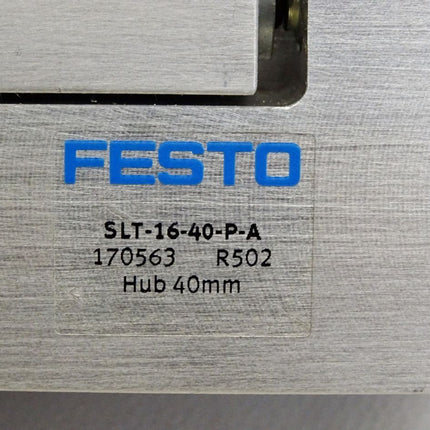 FESTO
SLT-16-40-P-A
170563 R502
Hub 40mm